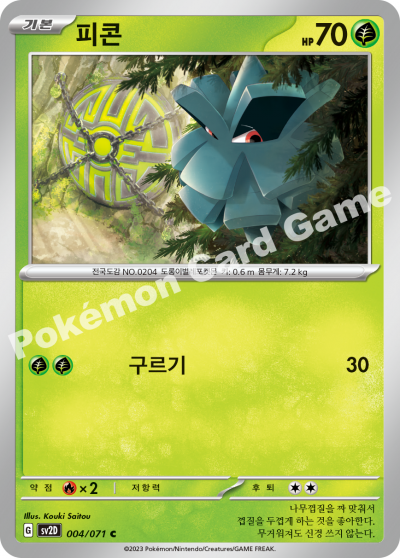 기본 피콘 HP 70
전국도감 NO.0204 도롱이벌레포켓몬 키: 0.6 m 몸무게: 7.2 kg
구르기 30
약점 ×2 저항력 후퇴
Illus. Kouki Saitou
G SV2D 004/071 C
나무껍질을 짜 맞춰서
껍질을 두껍게 하는 것을 좋아한다.
무거워져도 신경 쓰지 않는다.
©2023 Pokémon/Nintendo/Creatures/GAME FREAK.
Pokémon Card Game